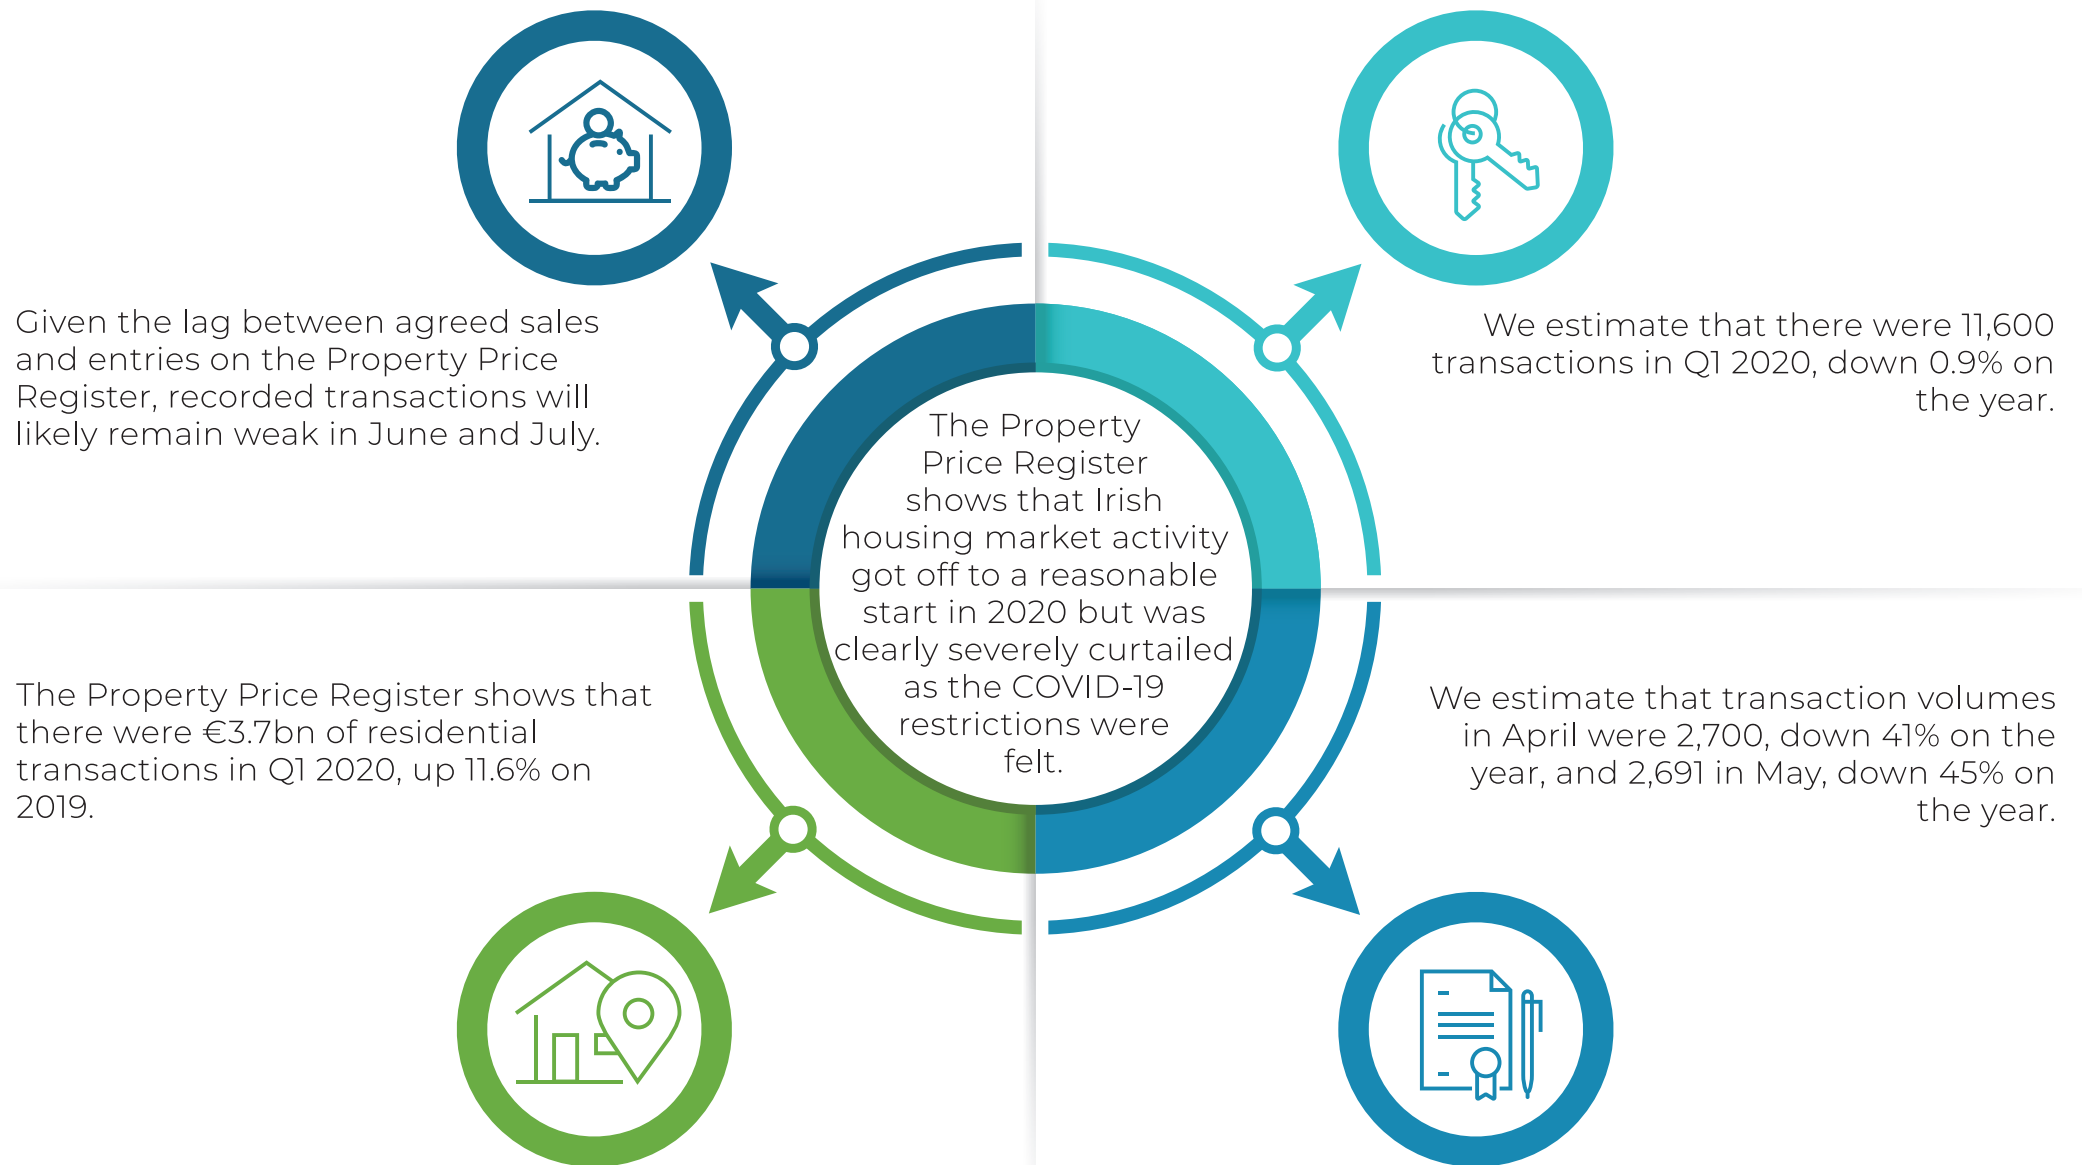 Given the lag between agreed sales
and entries on the Property Price
Register, recorded transactions will
likely remain weak in June and July.
We estimate that there were 11,600
transactions in Q1 2020, down 0.9% on
the year.
The Property
Price Register
shows that Irish
housing market activity
got off to a reasonable
start in 2020 but was
clearly severely curtailed
as the COVID-19
restrictions were
felt.
The Property Price Register shows that
there were €3.7bn of residential
transactions in Q1 2020, up 11.6% on
2019.
We estimate that transaction volumes
in April were 2,700, down 41% on the
year, and 2,691 in May, down 45% on
the year.